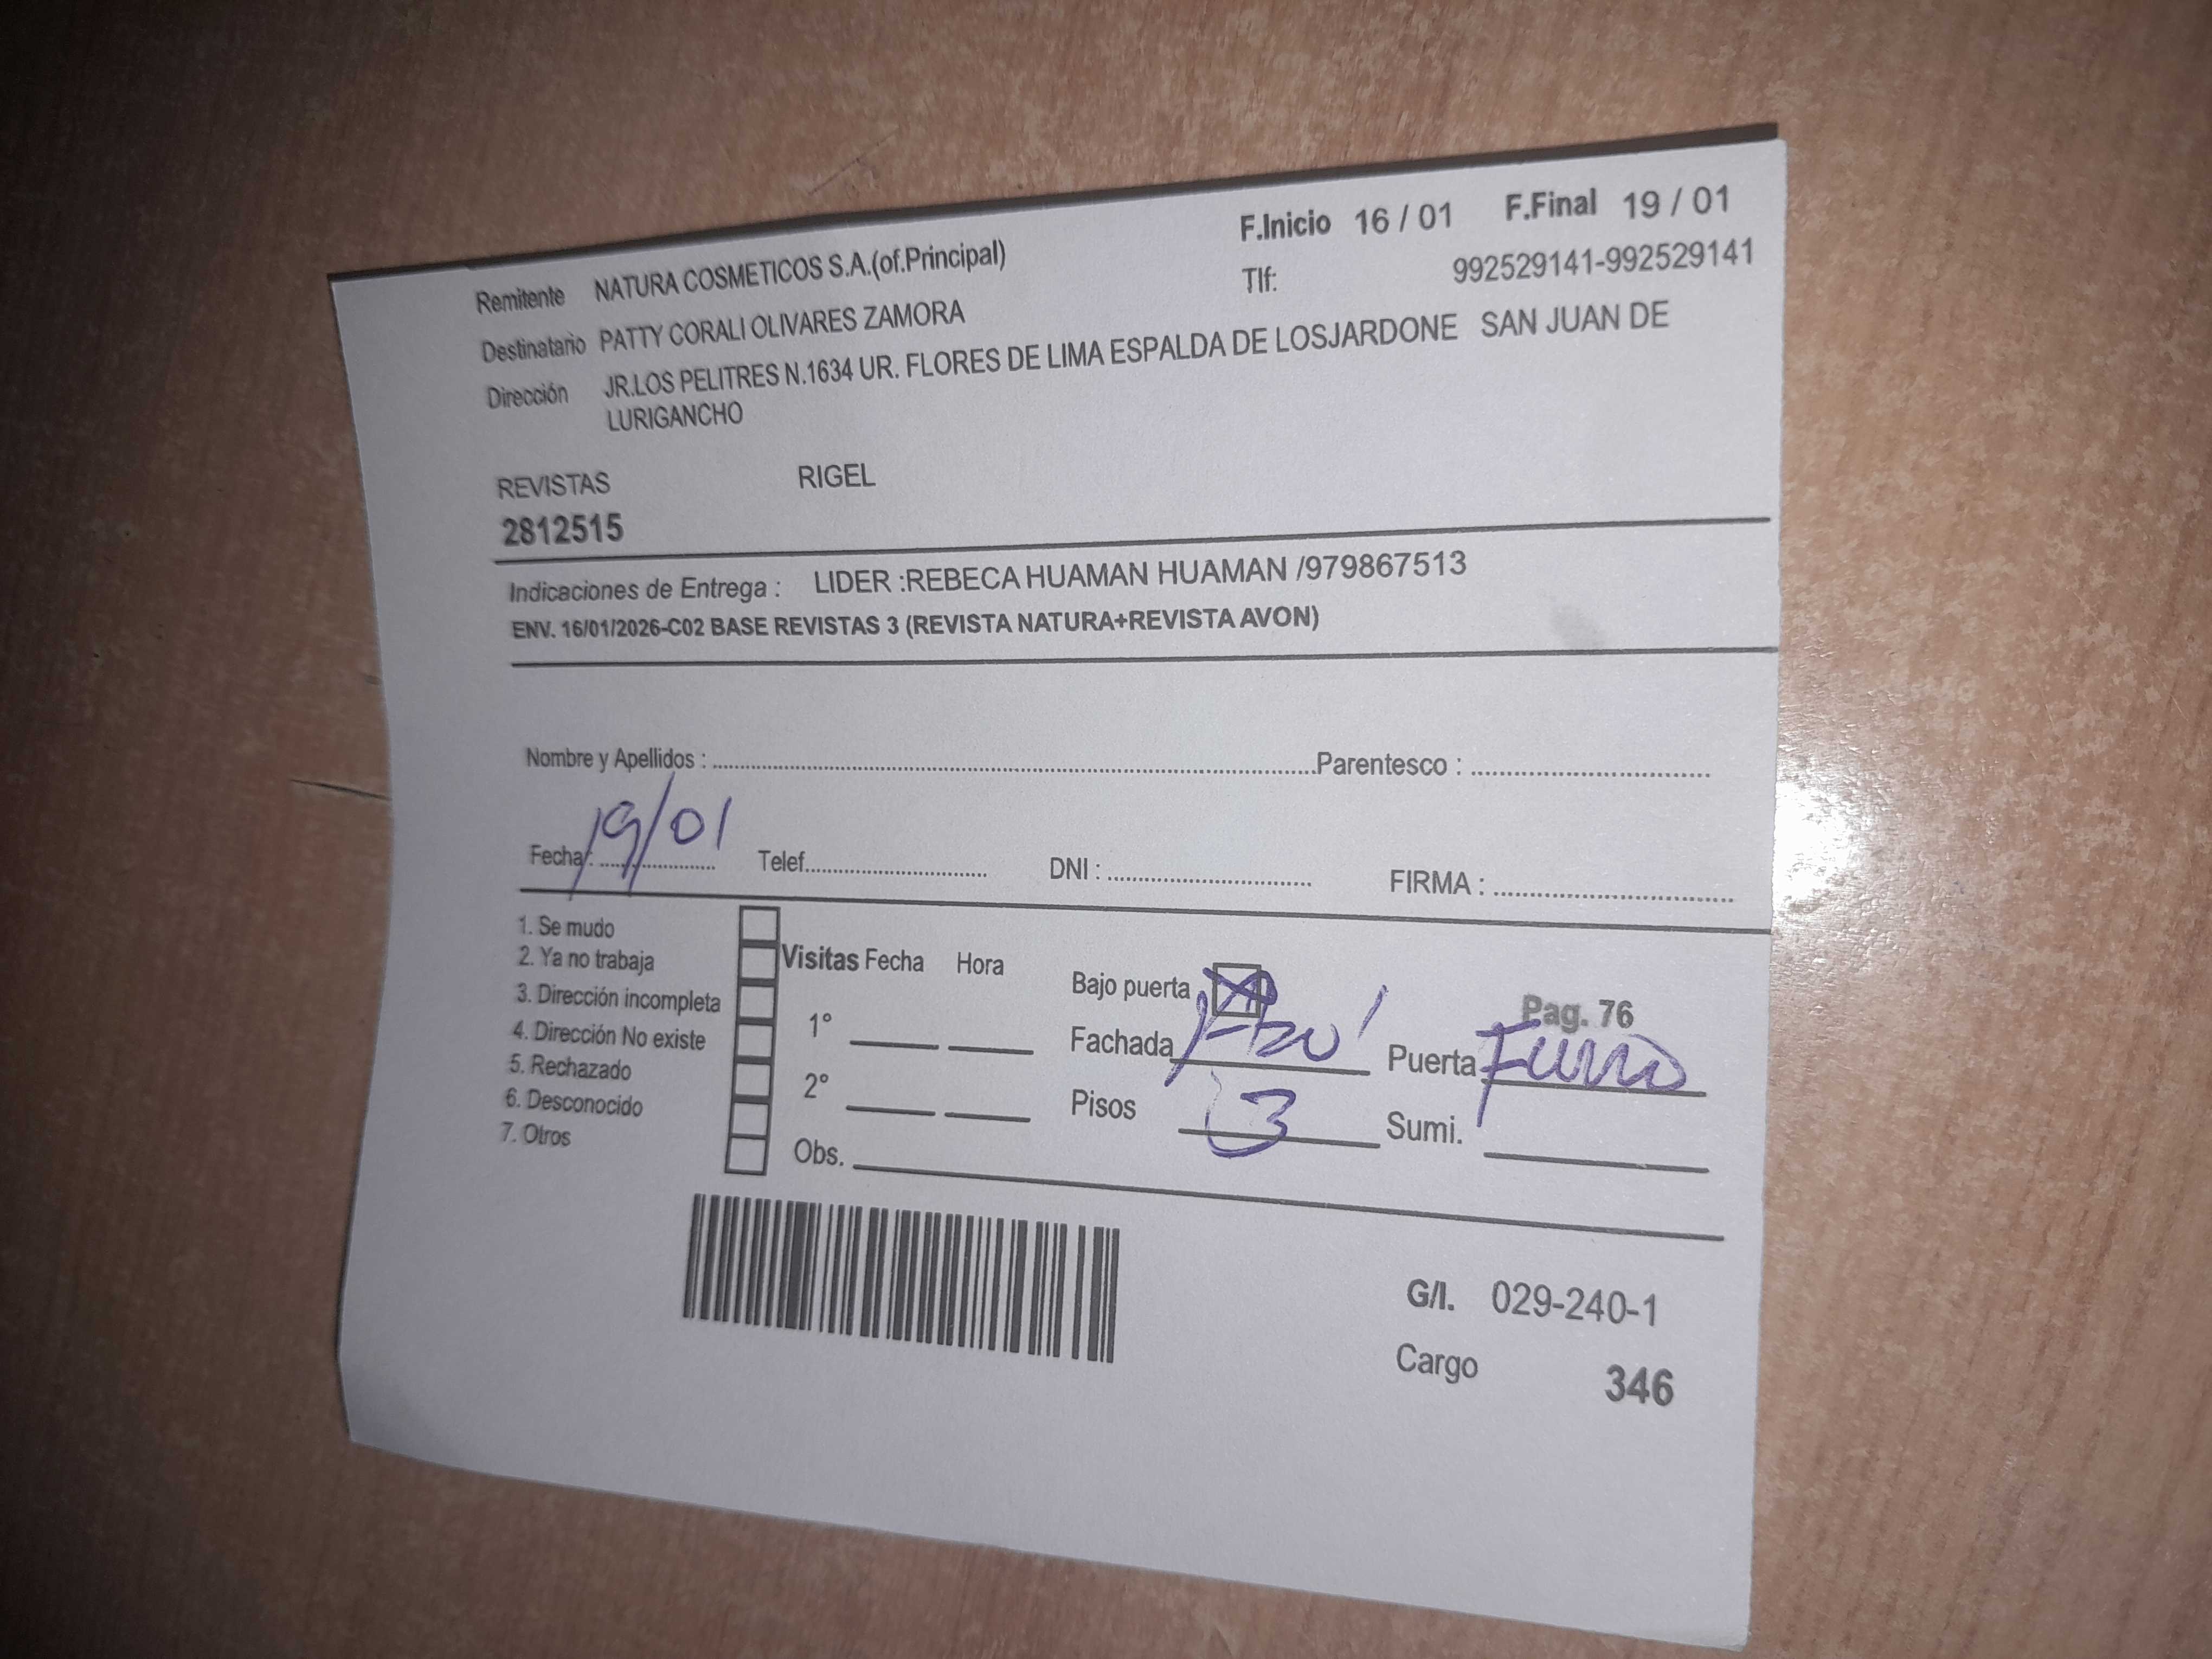 F.Inicio 16 / 01 F.Final 19 / 01
Remitente NATURA COSMETICOS S.A.(of.Principal) Tlf: 992529141-992529141
Destinatario PATTY CORALI OLIVARES ZAMORA
Dirección JR.LOS PELITRES N.1634 UR. FLORES DE LIMA ESPALDA DE LOSJARDONE SAN JUAN DE
LURIGANCHO
REVISTAS RIGEL
2812515
Indicaciones de Entrega : LIDER :REBECA HUAMAN HUAMAN /979867513
ENV. 16/01/2026-C02 BASE REVISTAS 3 (REVISTA NATURA+REVISTA AVON)
Nombre y Apellidos : Parentesco :
Fecha : 19/01 Telef. DNI : FIRMA :
1. Se mudo
2. Ya no trabaja
3. Dirección incompleta
4. Dirección No existe
5. Rechazado
6. Desconocido
7. Otros
Visitas Fecha Hora
1°
2°
Obs.
Bajo puerta
Pag. 76
Fachada Puerta
Pisos 3 Sumi.
G/I. 029-240-1
Cargo 346